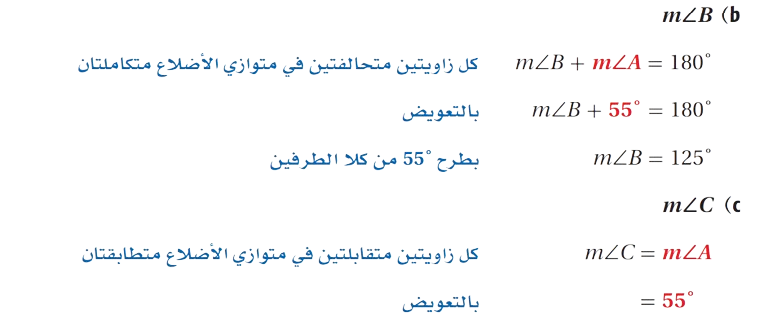 b) m∠B
m∠B + m∠A = 180° كل زاويتين متحالفتين في متوازي الأضلاع متكاملتان
m∠B + 55° = 180° بالتعويض
m∠B = 125° بطرح 55° من كلا الطرفين
c) m∠C
m∠C = m∠A كل زاويتين متقابلتين في متوازي الأضلاع متطابقتان
= 55° بالتعويض